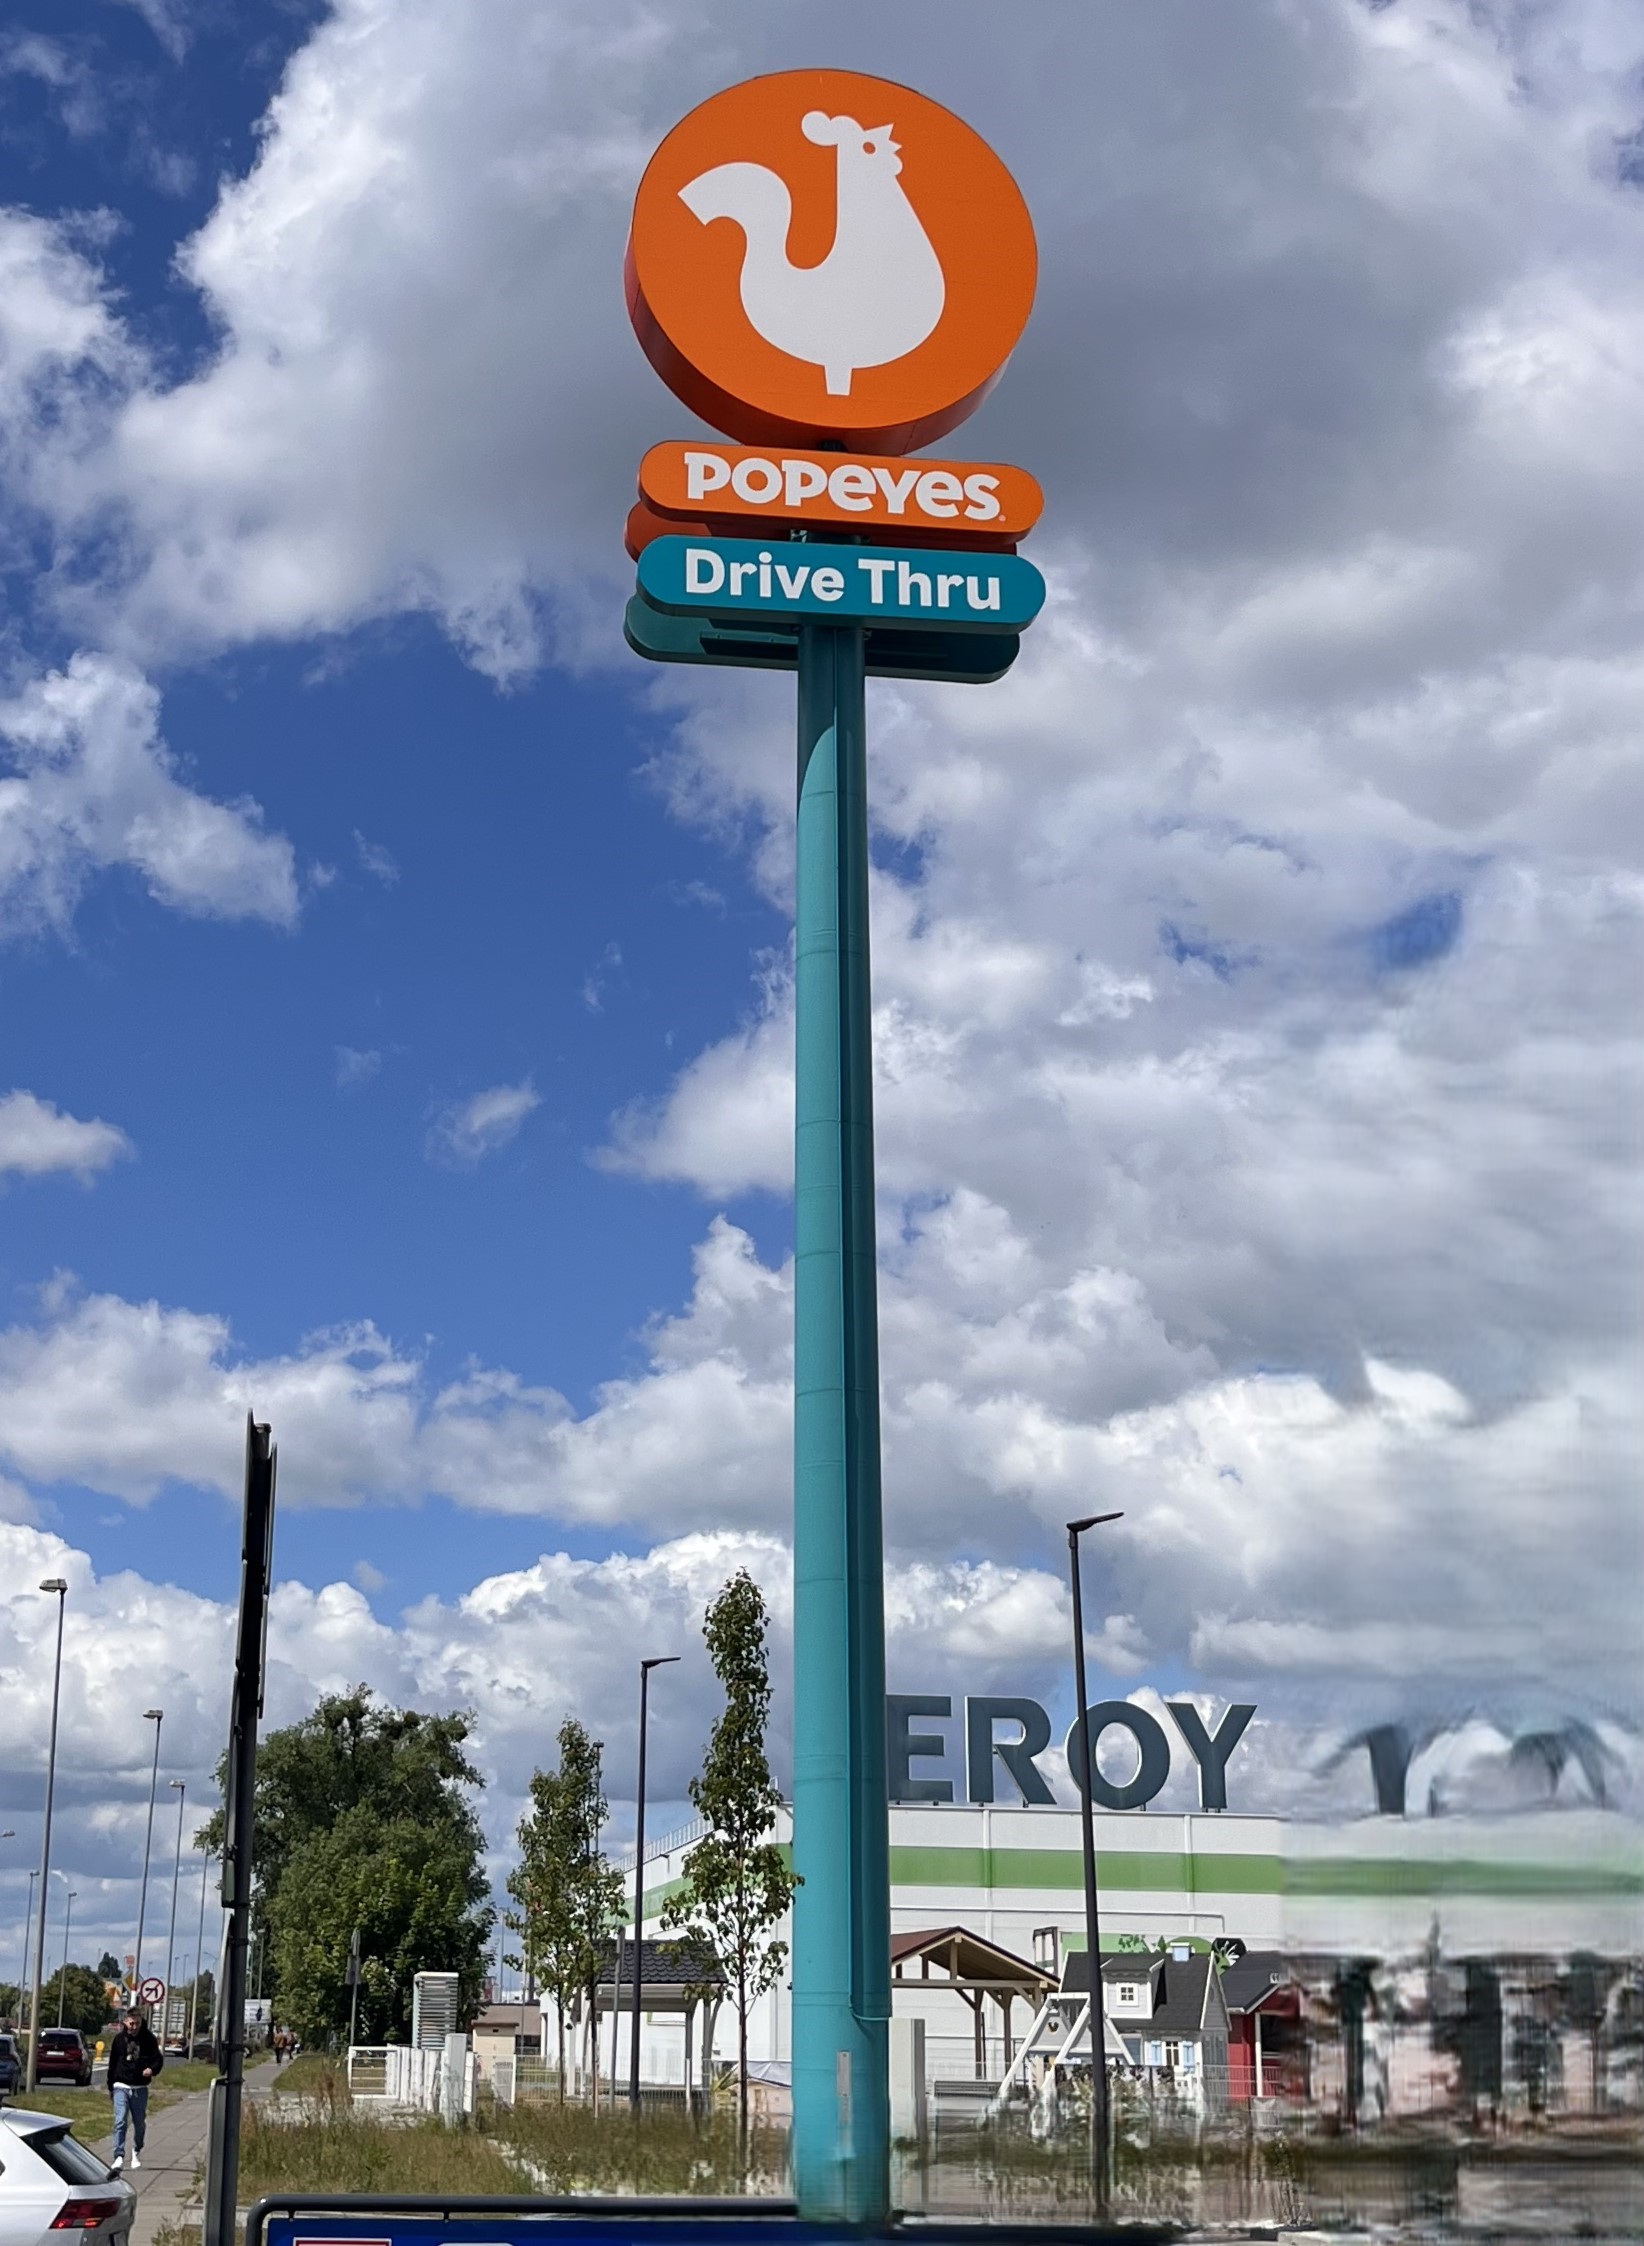 POPEYES
Drive Thru
EROY